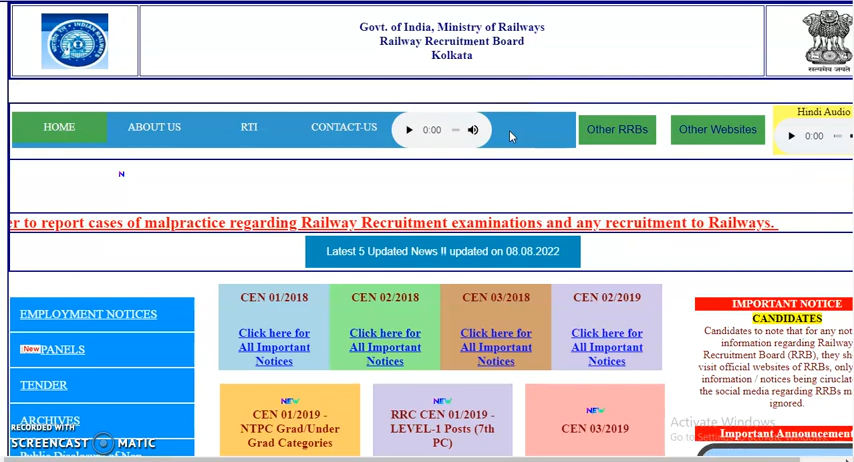 Govt. of India, Ministry of Railways
Railway Recruitment Board
Kolkata
सत्यमेव जयते
HOME
ABOUT US
RTI
CONTACT-US
0:00
Other RRBs
Other Websites
Hindi Audio
0:00
N
er to report cases of malpractice regarding Railway Recruitment examinations and any recruitment to Railways.
Latest 5 Updated News !! updated on 08.08.2022
EMPLOYMENT NOTICES
New PANELS
TENDER
ARCHIVES
CEN 01/2018
Click here for
All Important
Notices
CEN 02/2018
Click here for
All Important
Notices
CEN 03/2018
Click here for
All Important
Notices
CEN 02/2019
Click here for
All Important
Notices
NEW
CEN 01/2019 -
NTPC Grad/Under
Grad Categories
NEW
RRC CEN 01/2019 -
LEVEL-1 Posts (7th
PC)
NEW
CEN 03/2019
IMPORTANT NOTICE
CANDIDATES
Candidates to note that for any not
information regarding Railway
Recruitment Board (RRB), they sh
visit official websites of RRBs, only
information / notices being ciruclat
the social media regarding RRBs m
ignored.
Activate Windows
Go to
Important Announcement
RECORDED WITH
SCREENCAST MATIC